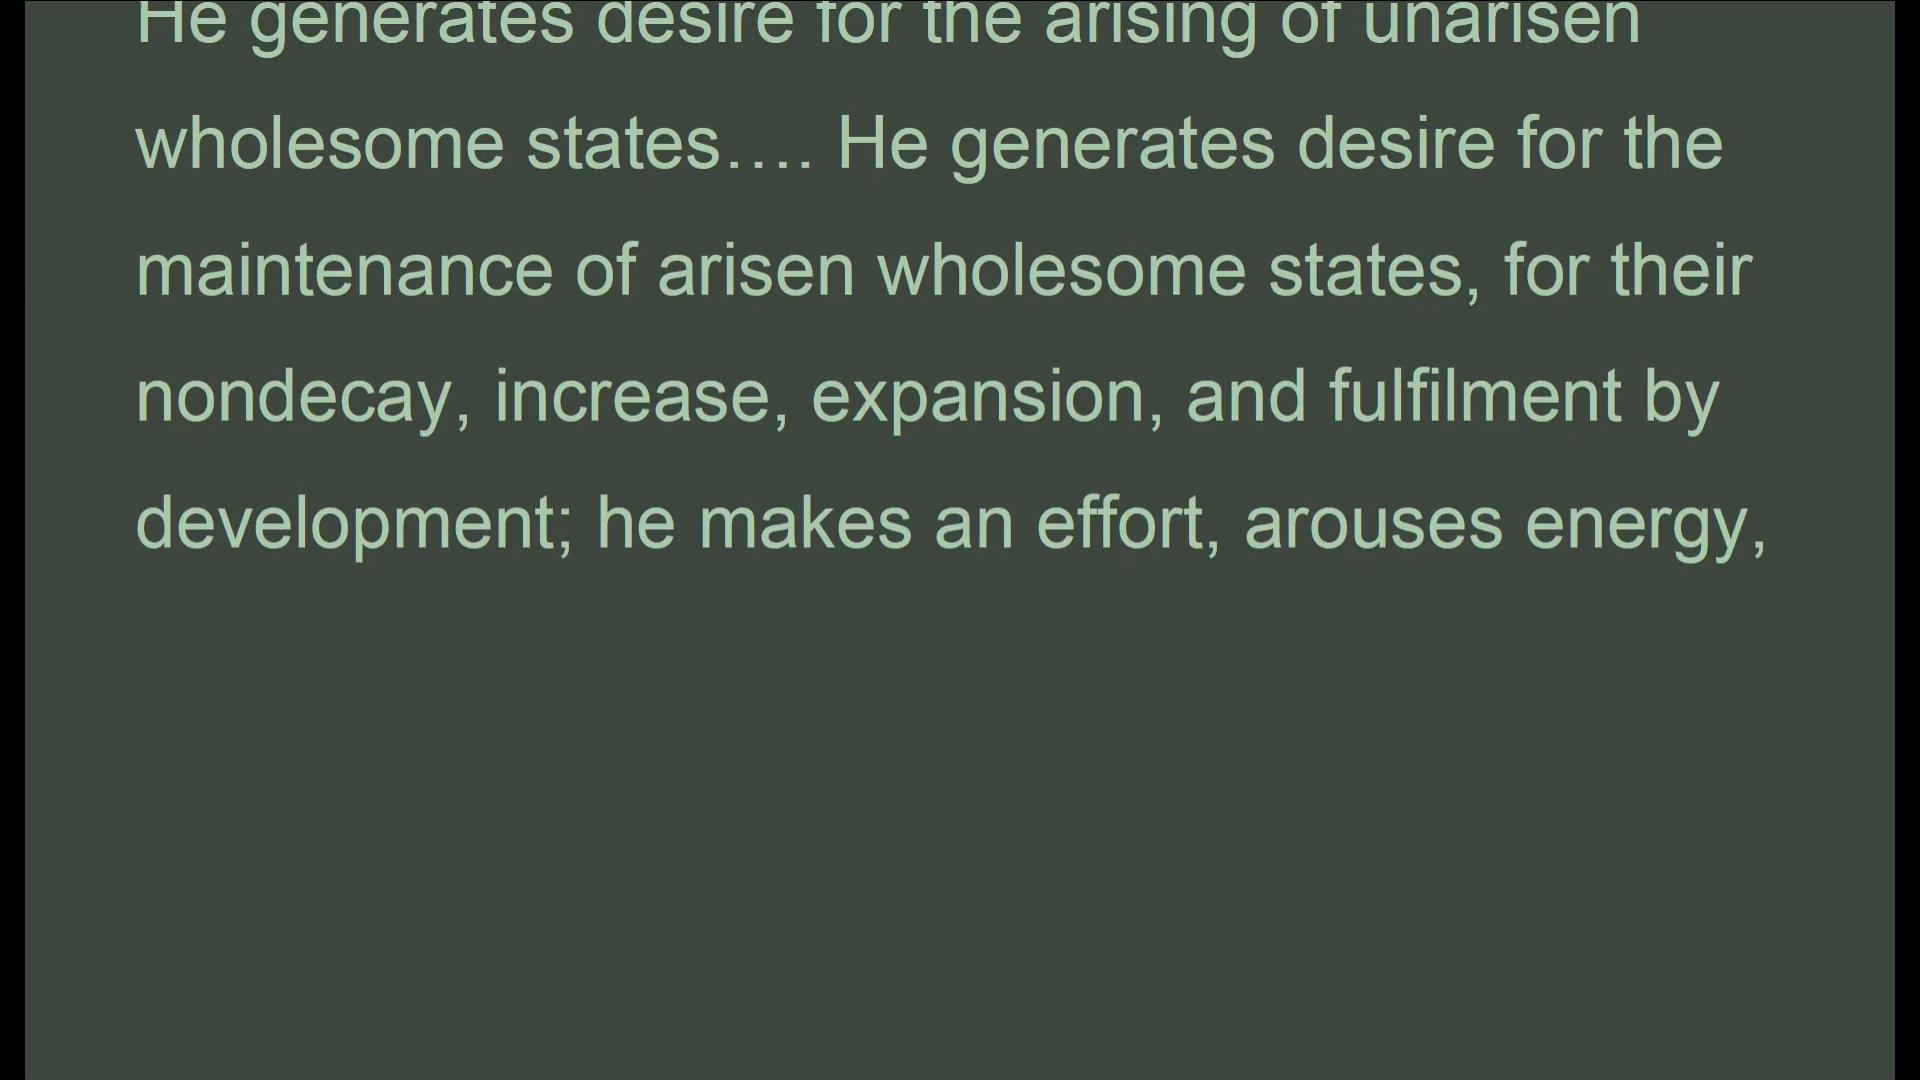 He generates desire for the arising of unarisen
wholesome states…. He generates desire for the
maintenance of arisen wholesome states, for their
nondecay, increase, expansion, and fulfilment by
development; he makes an effort, arouses energy,